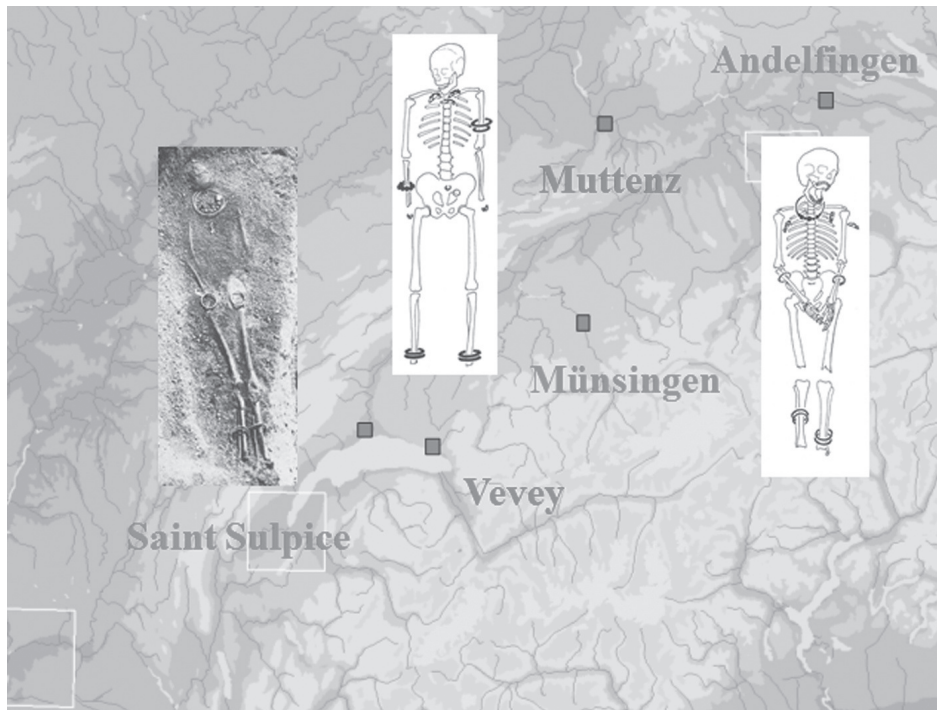 Andelfingen
Muttenz
Münsingen
Vevey
Saint Sulpice